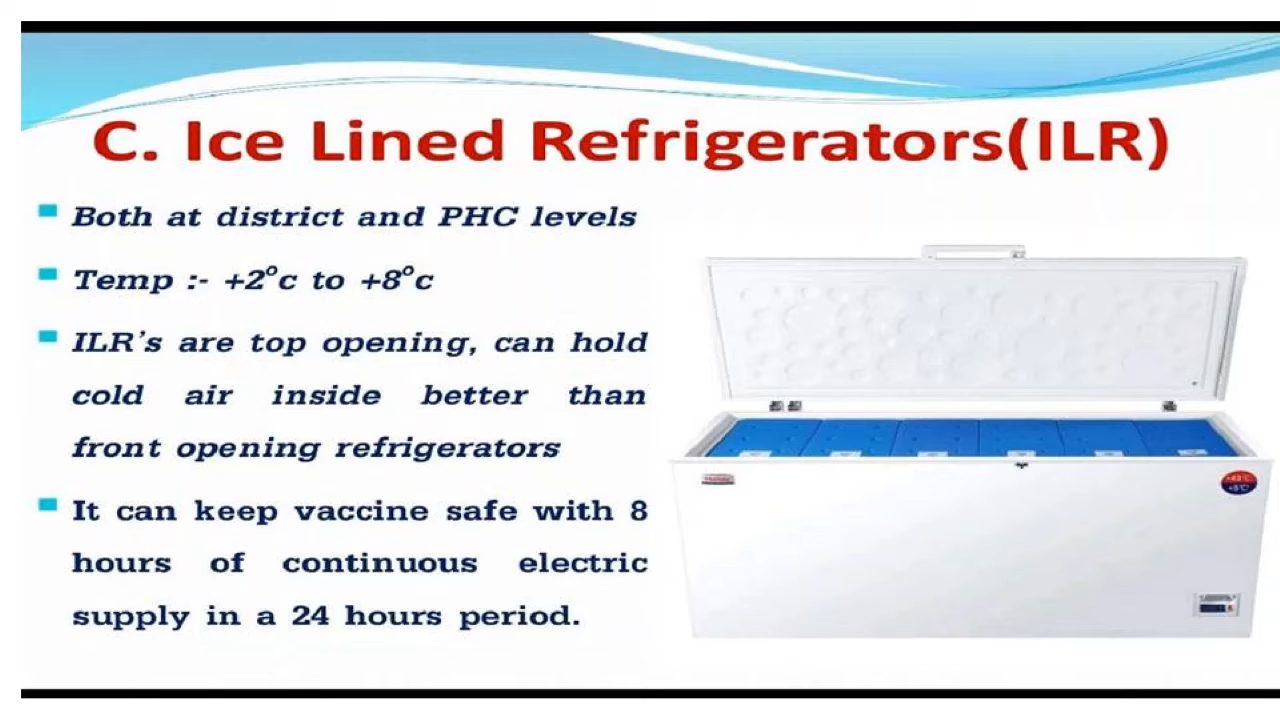 C. Ice Lined Refrigerators(ILR)
Both at district and PHC levels
Temp :- +2°c to +8°c
ILR's are top opening, can hold
cold air inside better than
front opening refrigerators
It can keep vaccine safe with 8
hours of continuous electric
supply in a 24 hours period.
+43°C
+5°C